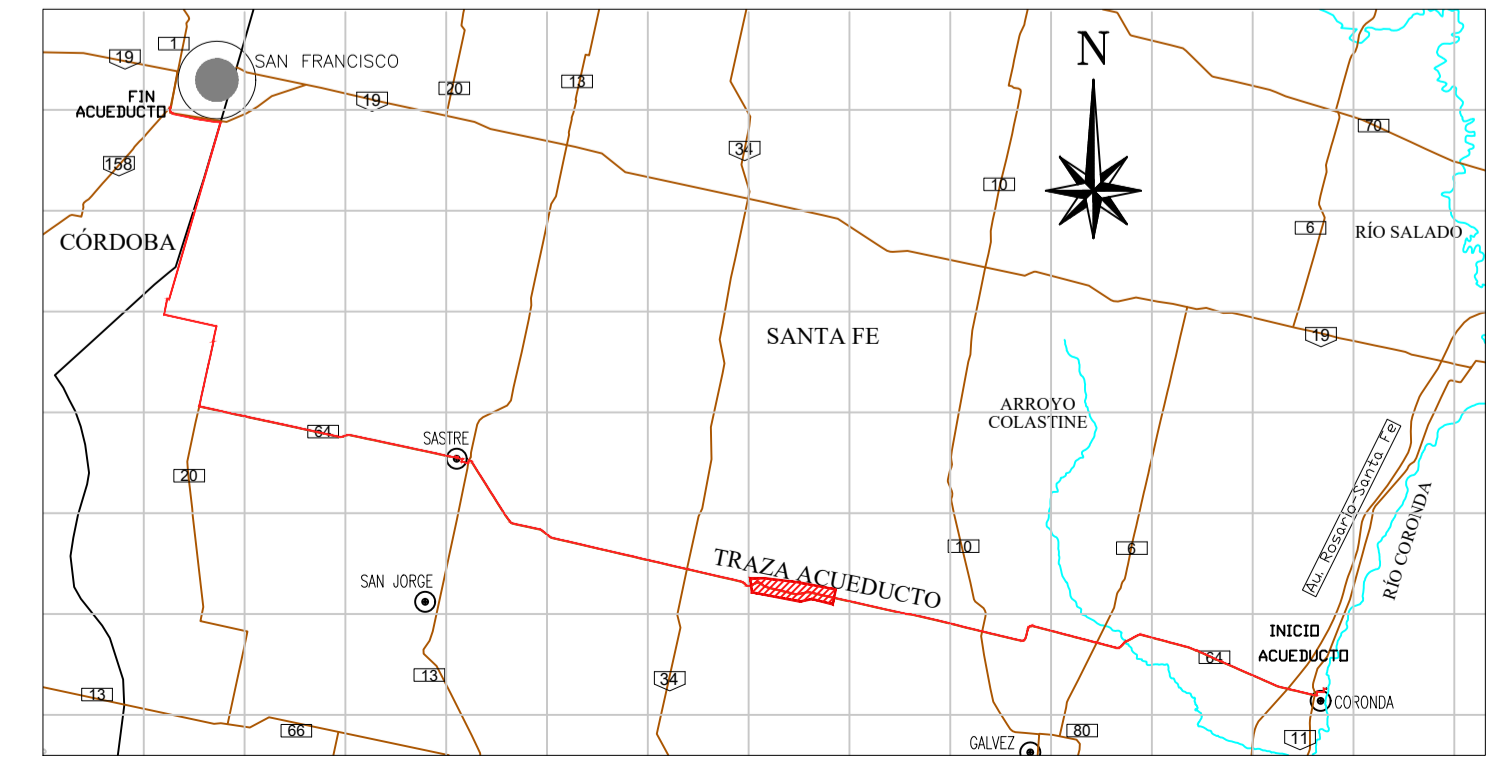 1
19
SAN FRANCISCO
N
FIN
ACUEDUCTO
20
13
19
70
34
158
10
6
RÍO SALADO
CÓRDOBA
SANTA FE
19
ARROYO
COLASTINE
64
SASTRE
20
Au. Rosario-Santa Fe
RÍO CORONDA
10
6
TRAZA ACUEDUCTO
SAN JORGE
INICIO
ACUEDUCTO
64
13
34
13
CORONDA
66
80
11
GALVEZ